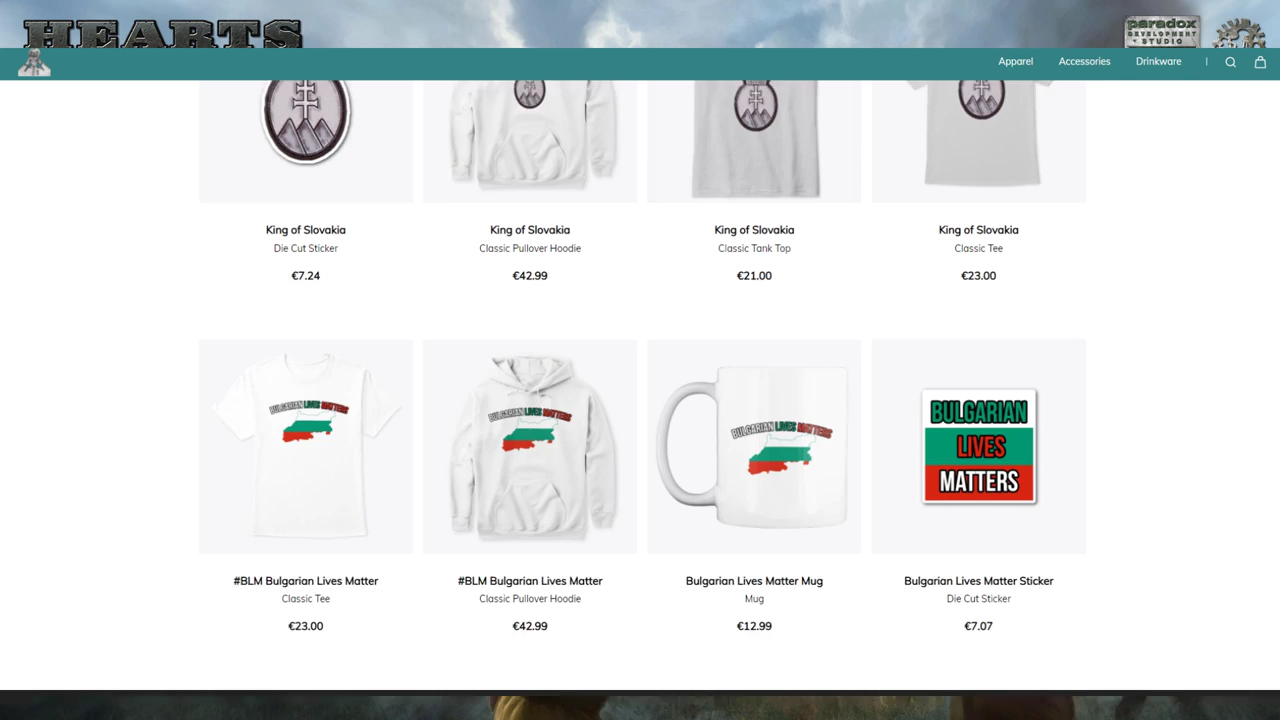 HEARTS
paradox
DEVELOPMENT
STUDIO
Apparel
Accessories
Drinkware
King of Slovakia
Die Cut Sticker
€7.24
King of Slovakia
Classic Pullover Hoodie
€42.99
King of Slovakia
Classic Tank Top
€21.00
King of Slovakia
Classic Tee
€23.00
BULGARIAN LIVES MATTERS
BULGARIAN LIVES MATTERS
BULGARIAN LIVES MATTERS
BULGARIAN
LIVES
MATTERS
#BLM Bulgarian Lives Matter
Classic Tee
€23.00
#BLM Bulgarian Lives Matter
Classic Pullover Hoodie
€42.99
Bulgarian Lives Matter Mug
Mug
€12.99
Bulgarian Lives Matter Sticker
Die Cut Sticker
€7.07